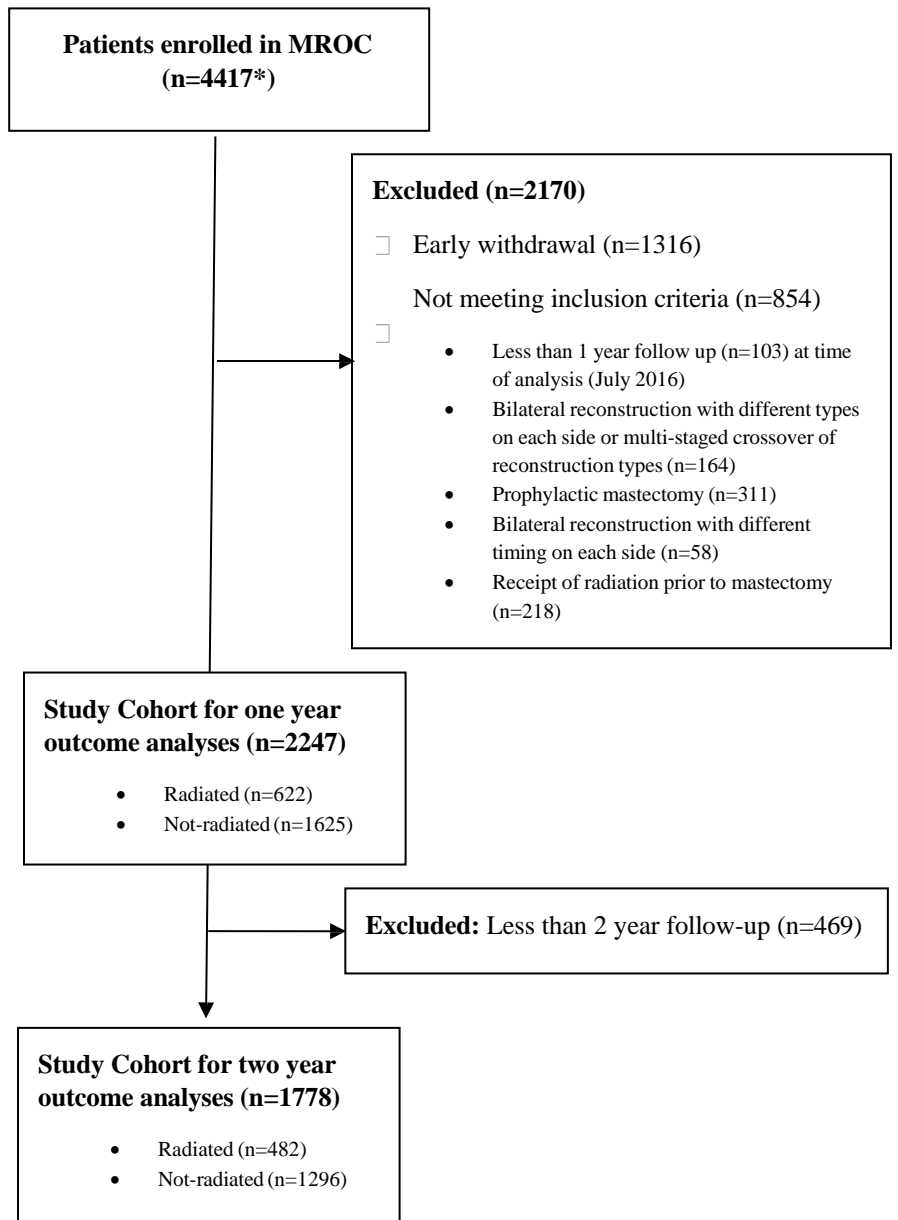 Patients enrolled in MROC
(n=4417*)
Excluded (n=2170)
Early withdrawal (n=1316)
Not meeting inclusion criteria (n=854)
• Less than 1 year follow up (n=103) at time
of analysis (July 2016)
• Bilateral reconstruction with different types
on each side or multi-staged crossover of
reconstruction types (n=164)
• Prophylactic mastectomy (n=311)
• Bilateral reconstruction with different
timing on each side (n=58)
• Receipt of radiation prior to mastectomy
(n=218)
Study Cohort for one year
outcome analyses (n=2247)
• Radiated (n=622)
• Not-radiated (n=1625)
Excluded: Less than 2 year follow-up (n=469)
Study Cohort for two year
outcome analyses (n=1778)
• Radiated (n=482)
• Not-radiated (n=1296)